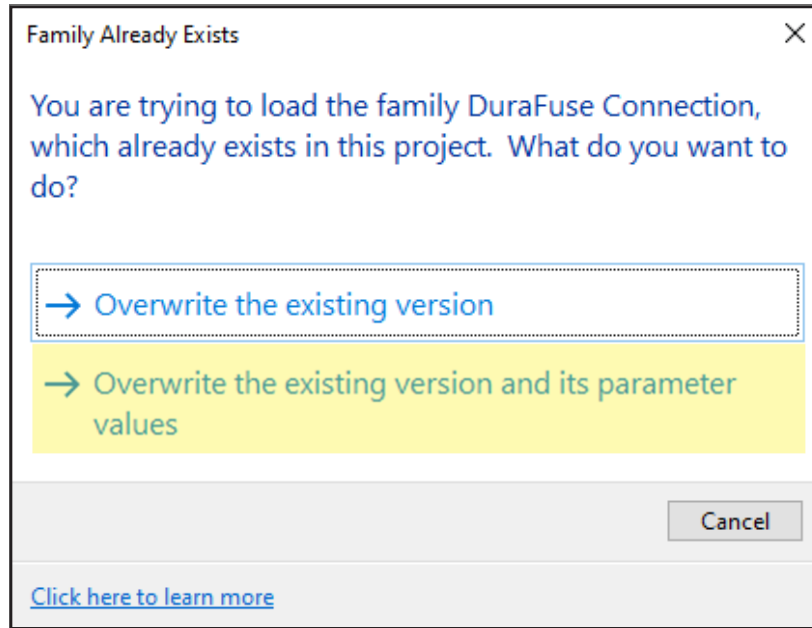 Family Already Exists
You are trying to load the family DuraFuse Connection,
which already exists in this project.  What do you want to
do?
Overwrite the existing version
Overwrite the existing version and its parameter
values
Cancel
Click here to learn more